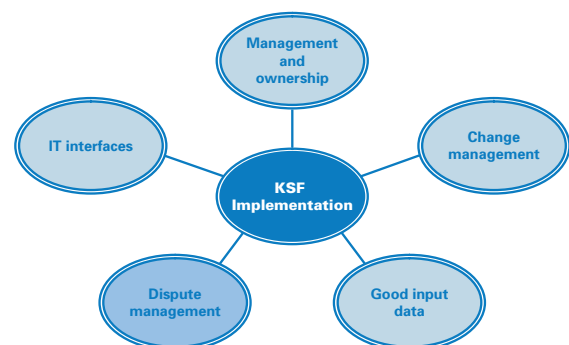 Management
and
ownership
IT interfaces
Change
management
KSF
Implementation
Dispute
management
Good input
data